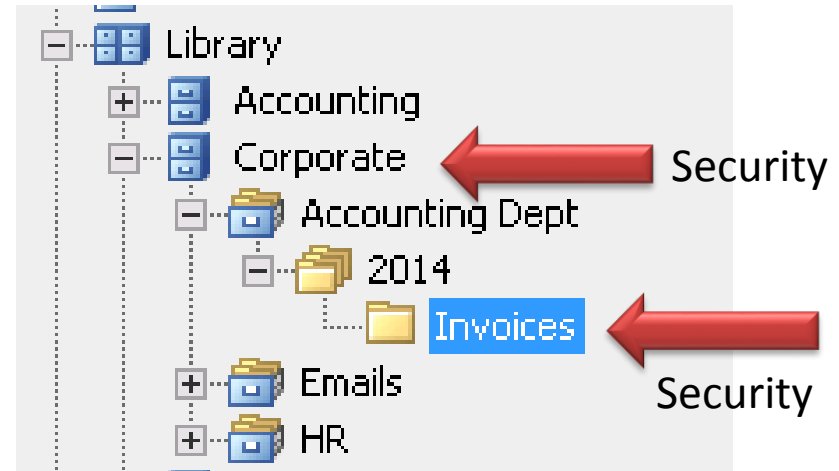 Library
Accounting
Corporate
Security
Accounting Dept
2014
Invoices
Security
Emails
HR